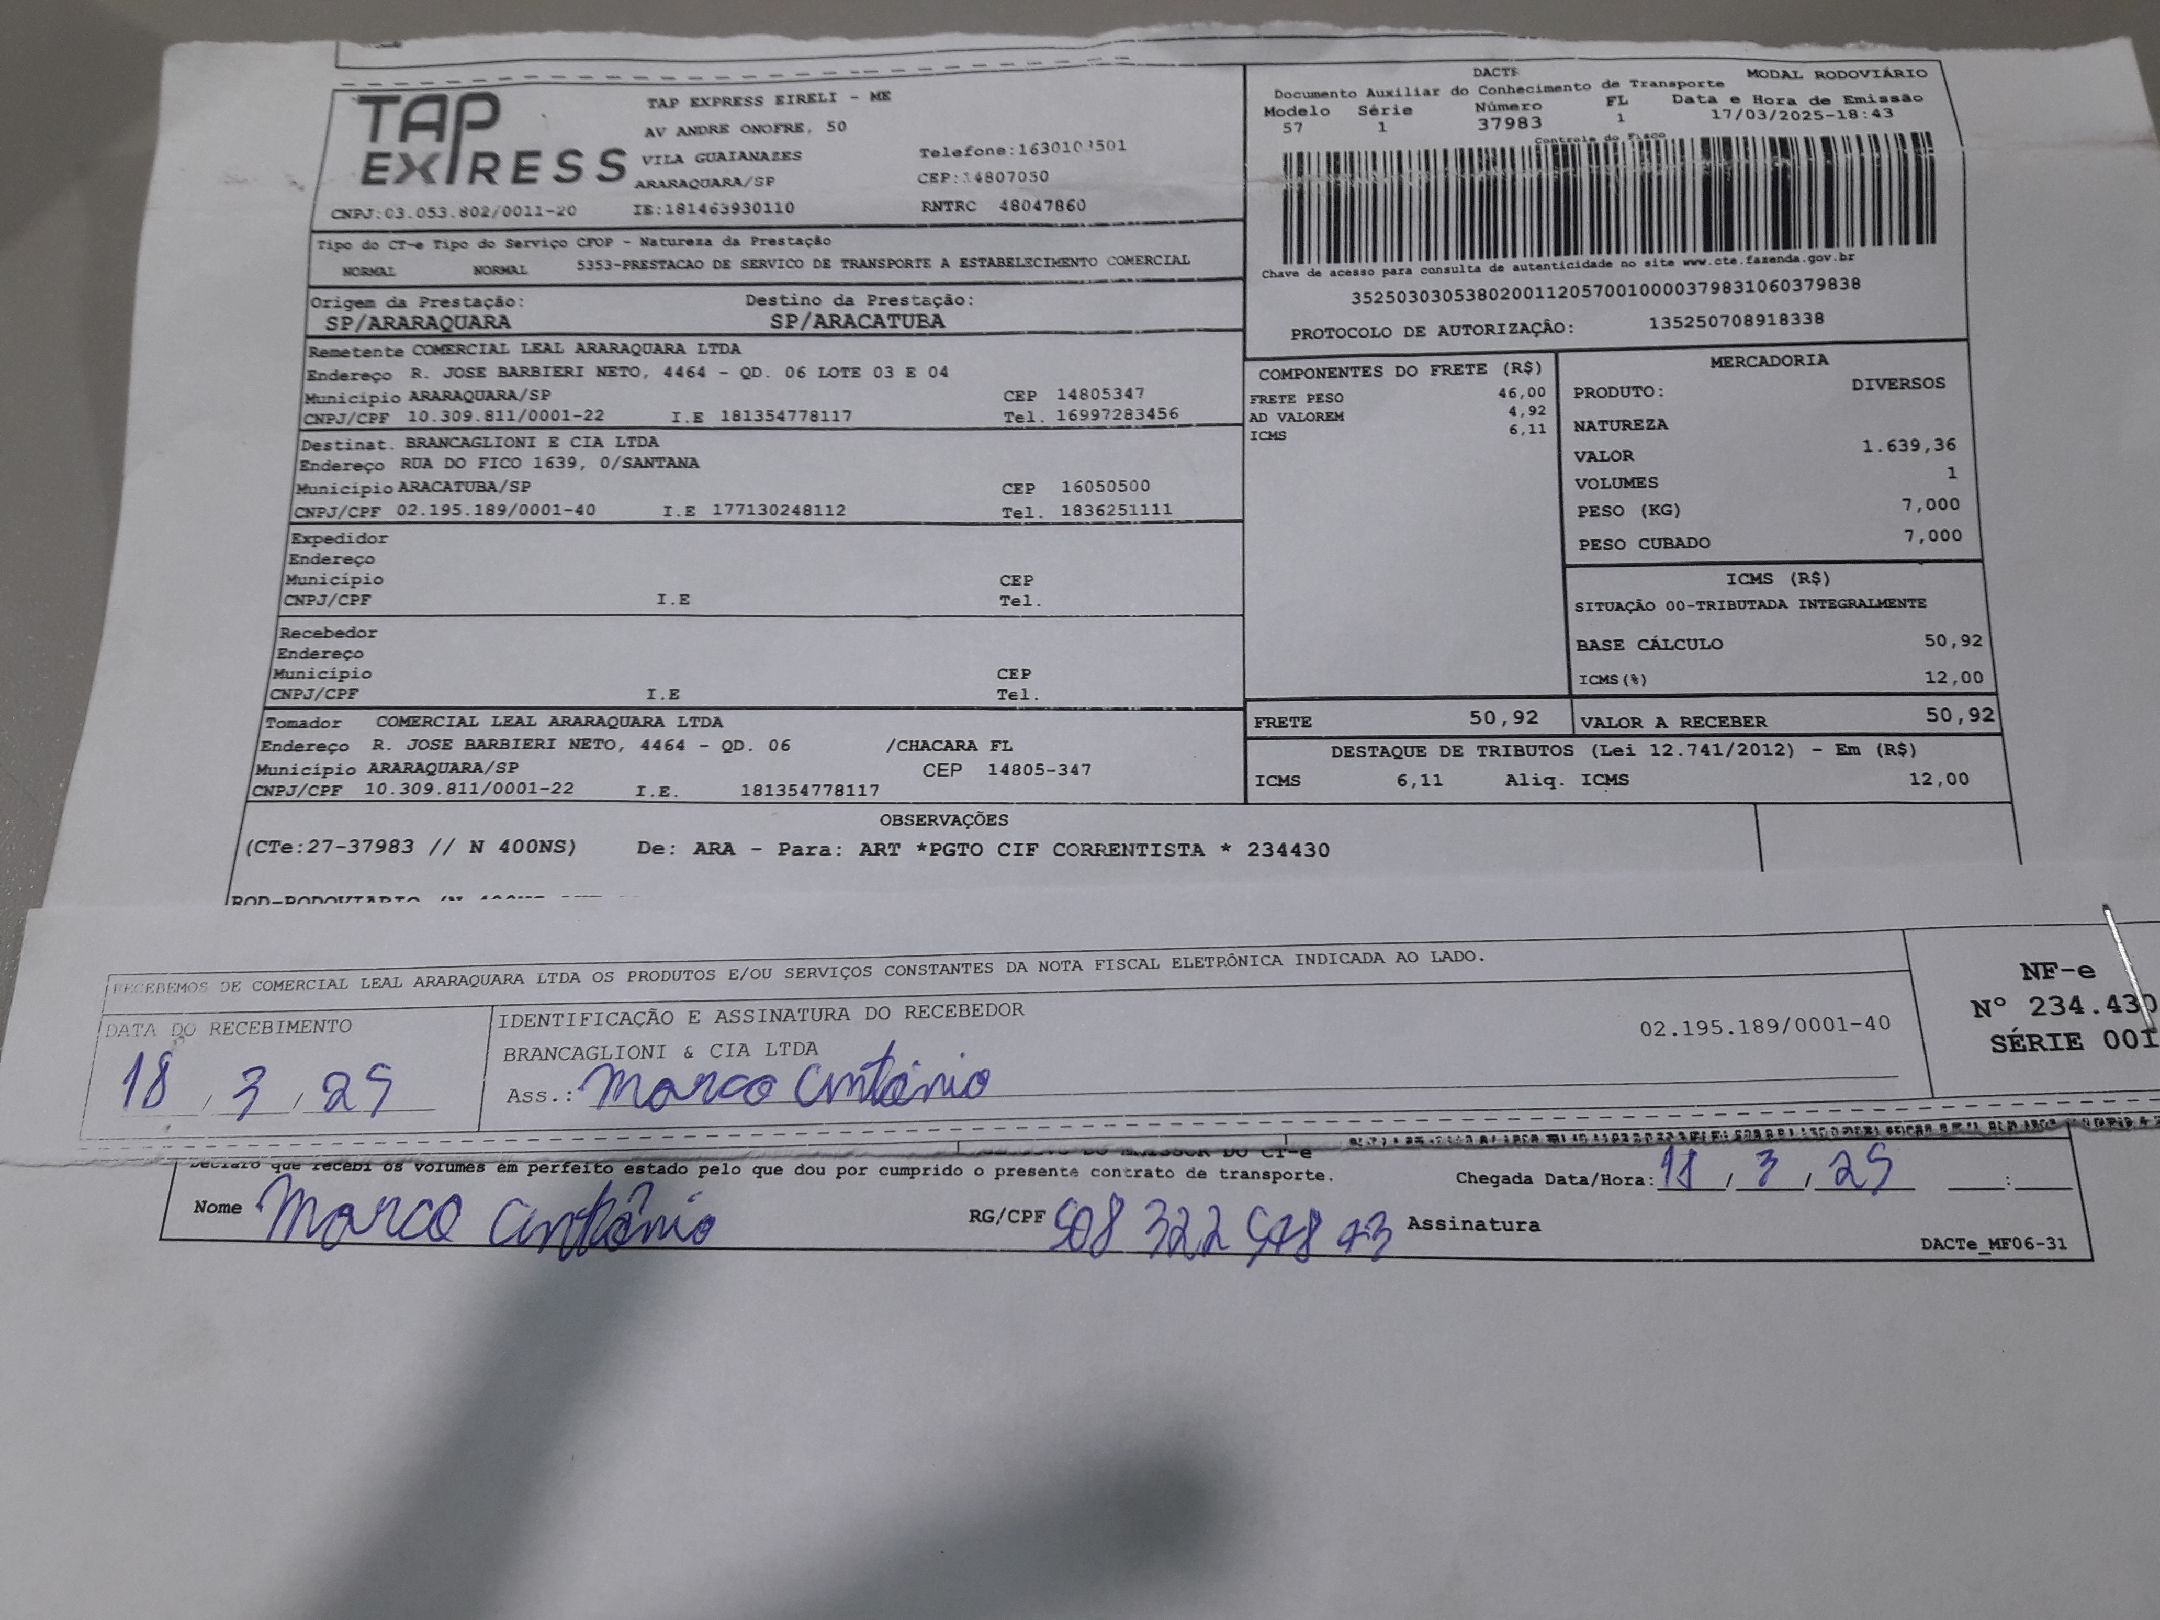 TAP EXPRESS
TAP EXPRESS EIRELI - ME
AV ANDRE ONOFRE, 50
VILA GUAIANAZES
ARARAQUARA/SP
Telefone:
CEP:14807050
CNPJ:03.053.802/0011-20 IE:181463930110 RNTRC 48047860
DACTE MODAL RODOVIÁRIO
Documento Auxiliar do Conhecimento de Transporte
Modelo Série Número FL Data e Hora de Emissão
57 1 37983 1 17/03/2025-18:43
Controle do Fisco
Chave de acesso para consulta de autenticidade no site www.cte.fazenda.gov.br
35250303053802001120570010000379831060379838
PROTOCOLO DE AUTORIZAÇÃO: 135250708918338
Tipo do CT-e Tipo do Serviço CFOP - Natureza da Prestação
NORMAL NORMAL 5353-PRESTACAO DE SERVICO DE TRANSPORTE A ESTABELECIMENTO COMERCIAL
Origem da Prestação: Destino da Prestação:
SP/ARARAQUARA SP/ARACATUBA
Remetente COMERCIAL LEAL ARARAQUARA LTDA
Endereço R. JOSE BARBIERI NETO, 4464 - QD. 06 LOTE 03 E 04
Município ARARAQUARA/SP CEP 14805347
CNPJ/CPF 10.309.811/0001-22 I.E 181354778117 Tel. 16997283456
Destinat. BRANCAGLIONI E CIA LTDA
Endereço RUA DO FICO 1639, 0/SANTANA
Município ARACATUBA/SP CEP 16050500
CNPJ/CPF 02.195.189/0001-40 I.E 177130248112 Tel. 1836251111
Expedidor
Endereço
Município CEP
CNPJ/CPF I.E Tel.
Recebedor
Endereço
Município CEP
CNPJ/CPF I.E Tel.
Tomador COMERCIAL LEAL ARARAQUARA LTDA
Endereço R. JOSE BARBIERI NETO, 4464 - QD. 06 /CHACARA FL
Município ARARAQUARA/SP CEP 14805-347
CNPJ/CPF 10.309.811/0001-22 I.E. 181354778117
COMPONENTES DO FRETE (R$)
FRETE PESO 46,00
AD VALOREM 4,92
ICMS 6,11
MERCADORIA
PRODUTO: DIVERSOS
NATUREZA
VALOR 1.639,36
VOLUMES 1
PESO (KG) 7,000
PESO CUBADO 7,000
ICMS (R$)
SITUAÇÃO 00-TRIBUTADA INTEGRALMENTE
BASE CÁLCULO 50,92
ICMS(%) 12,00
FRETE 50,92 VALOR A RECEBER 50,92
DESTAQUE DE TRIBUTOS (Lei 12.741/2012) - Em (R$)
ICMS 6,11 Aliq. ICMS 12,00
OBSERVAÇÕES
(CTe:27-37983 // N 400NS) De: ARA - Para: ART *PGTO CIF CORRENTISTA * 234430
RECEBEMOS DE COMERCIAL LEAL ARARAQUARA LTDA OS PRODUTOS E/OU SERVIÇOS CONSTANTES DA NOTA FISCAL ELETRÔNICA INDICADA AO LADO.
NF-e
Nº 234.430
SÉRIE 001
DATA DO RECEBIMENTO
18 / 3 / 25
IDENTIFICAÇÃO E ASSINATURA DO RECEBEDOR
BRANCAGLIONI & CIA LTDA 02.195.189/0001-40
Ass.: Marco Antônio
Declaro que recebi os volumes em perfeito estado pelo que dou por cumprido o presente contrato de transporte.
Chegada Data/Hora: 18 / 3 / 25 :
Nome Marco Antônio RG/CPF Assinatura
DACTe_MF06-31